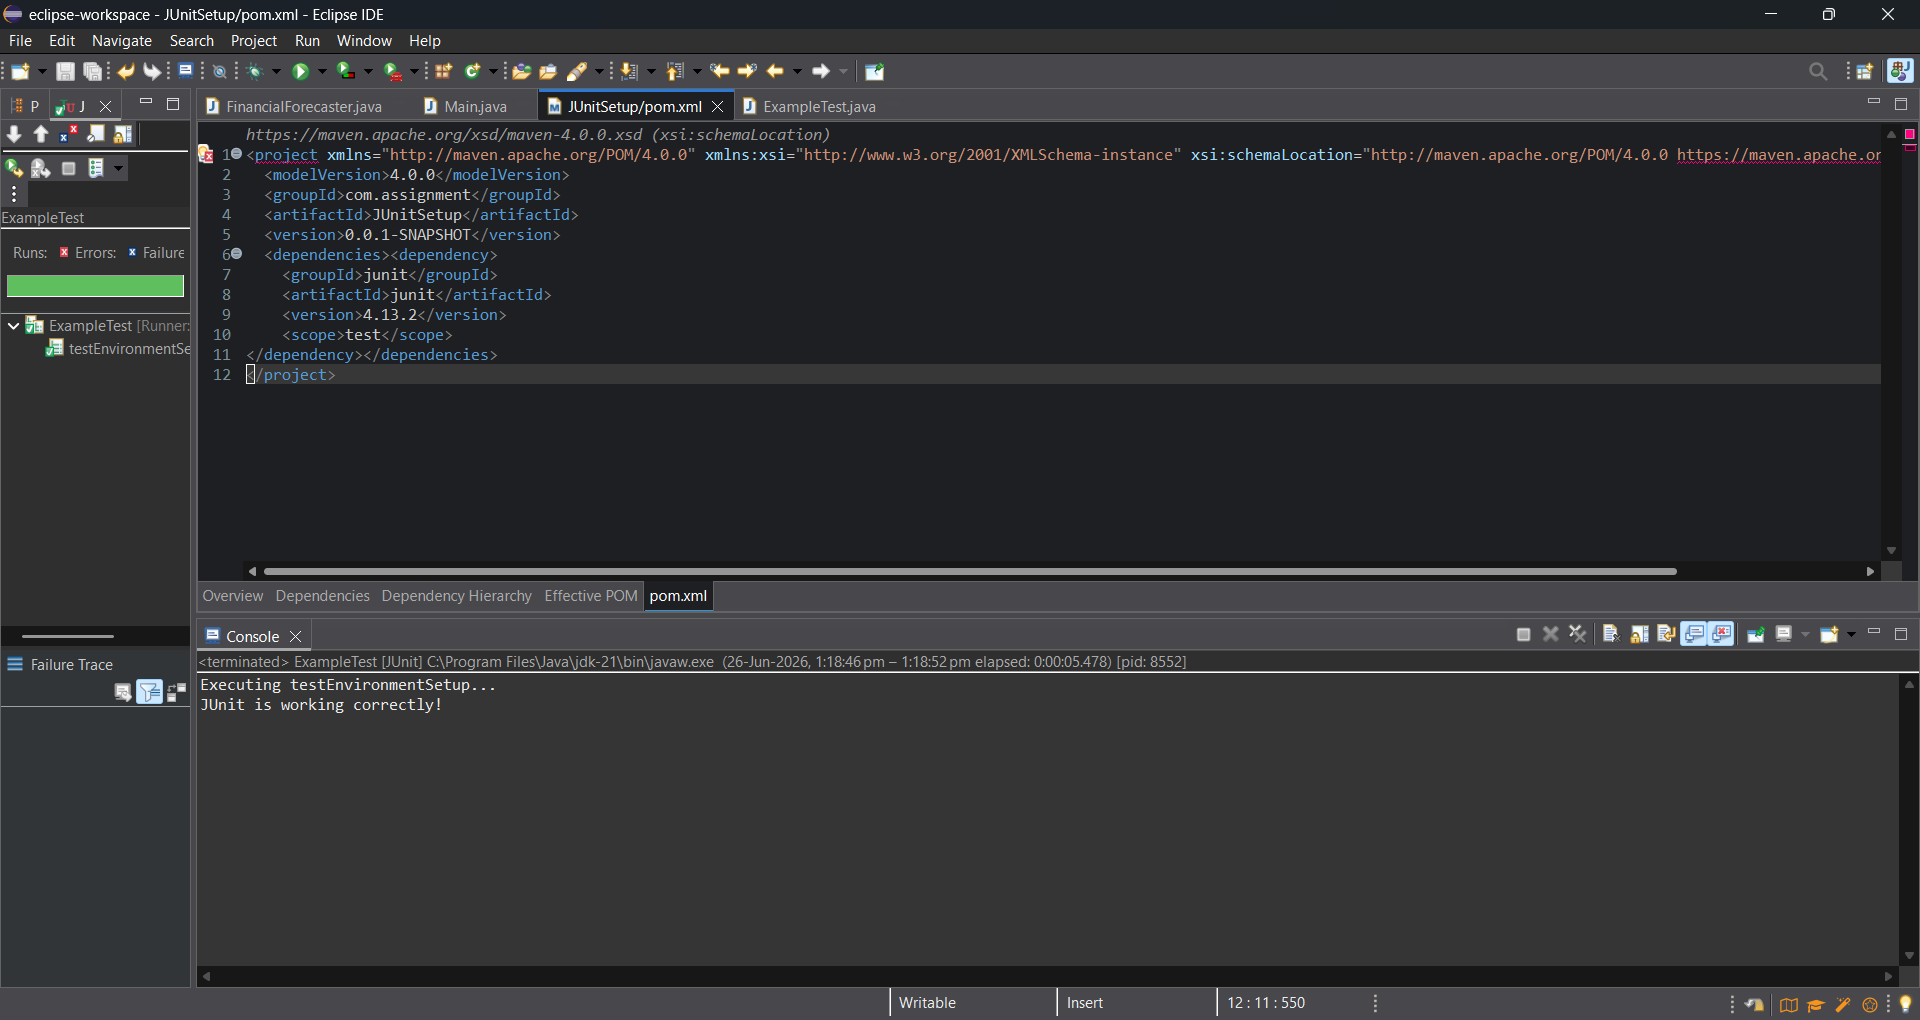 eclipse-workspace - JUnitSetup/pom.xml - Eclipse IDE
File Edit Navigate Search Project Run Window Help
P J
FinancialForecaster.java Main.java JUnitSetup/pom.xml ExampleTest.java
https://maven.apache.org/xsd/maven-4.0.0.xsd (xsi:schemaLocation)
1 <project xmlns="http://maven.apache.org/POM/4.0.0" xmlns:xsi="http://www.w3.org/2001/XMLSchema-instance" xsi:schemaLocation="http://maven.apache.org/POM/4.0.0 https://maven.apache.or
2 <modelVersion>4.0.0</modelVersion>
3 <groupId>com.assignment</groupId>
4 <artifactId>JUnitSetup</artifactId>
5 <version>0.0.1-SNAPSHOT</version>
6 <dependencies><dependency>
7 <groupId>junit</groupId>
8 <artifactId>junit</artifactId>
9 <version>4.13.2</version>
10 <scope>test</scope>
11 </dependency></dependencies>
12 </project>
ExampleTest
Runs: Errors: Failure
ExampleTest [Runner:
testEnvironmentSe
Failure Trace
Overview Dependencies Dependency Hierarchy Effective POM pom.xml
Console
<terminated> ExampleTest [JUnit] C:\Program Files\Java\jdk-21\bin\javaw.exe (26-Jun-2026, 1:18:46 pm – 1:18:52 pm elapsed: 0:00:05.478) [pid: 8552]
Executing testEnvironmentSetup...
JUnit is working correctly!
Writable Insert 12 : 11 : 550